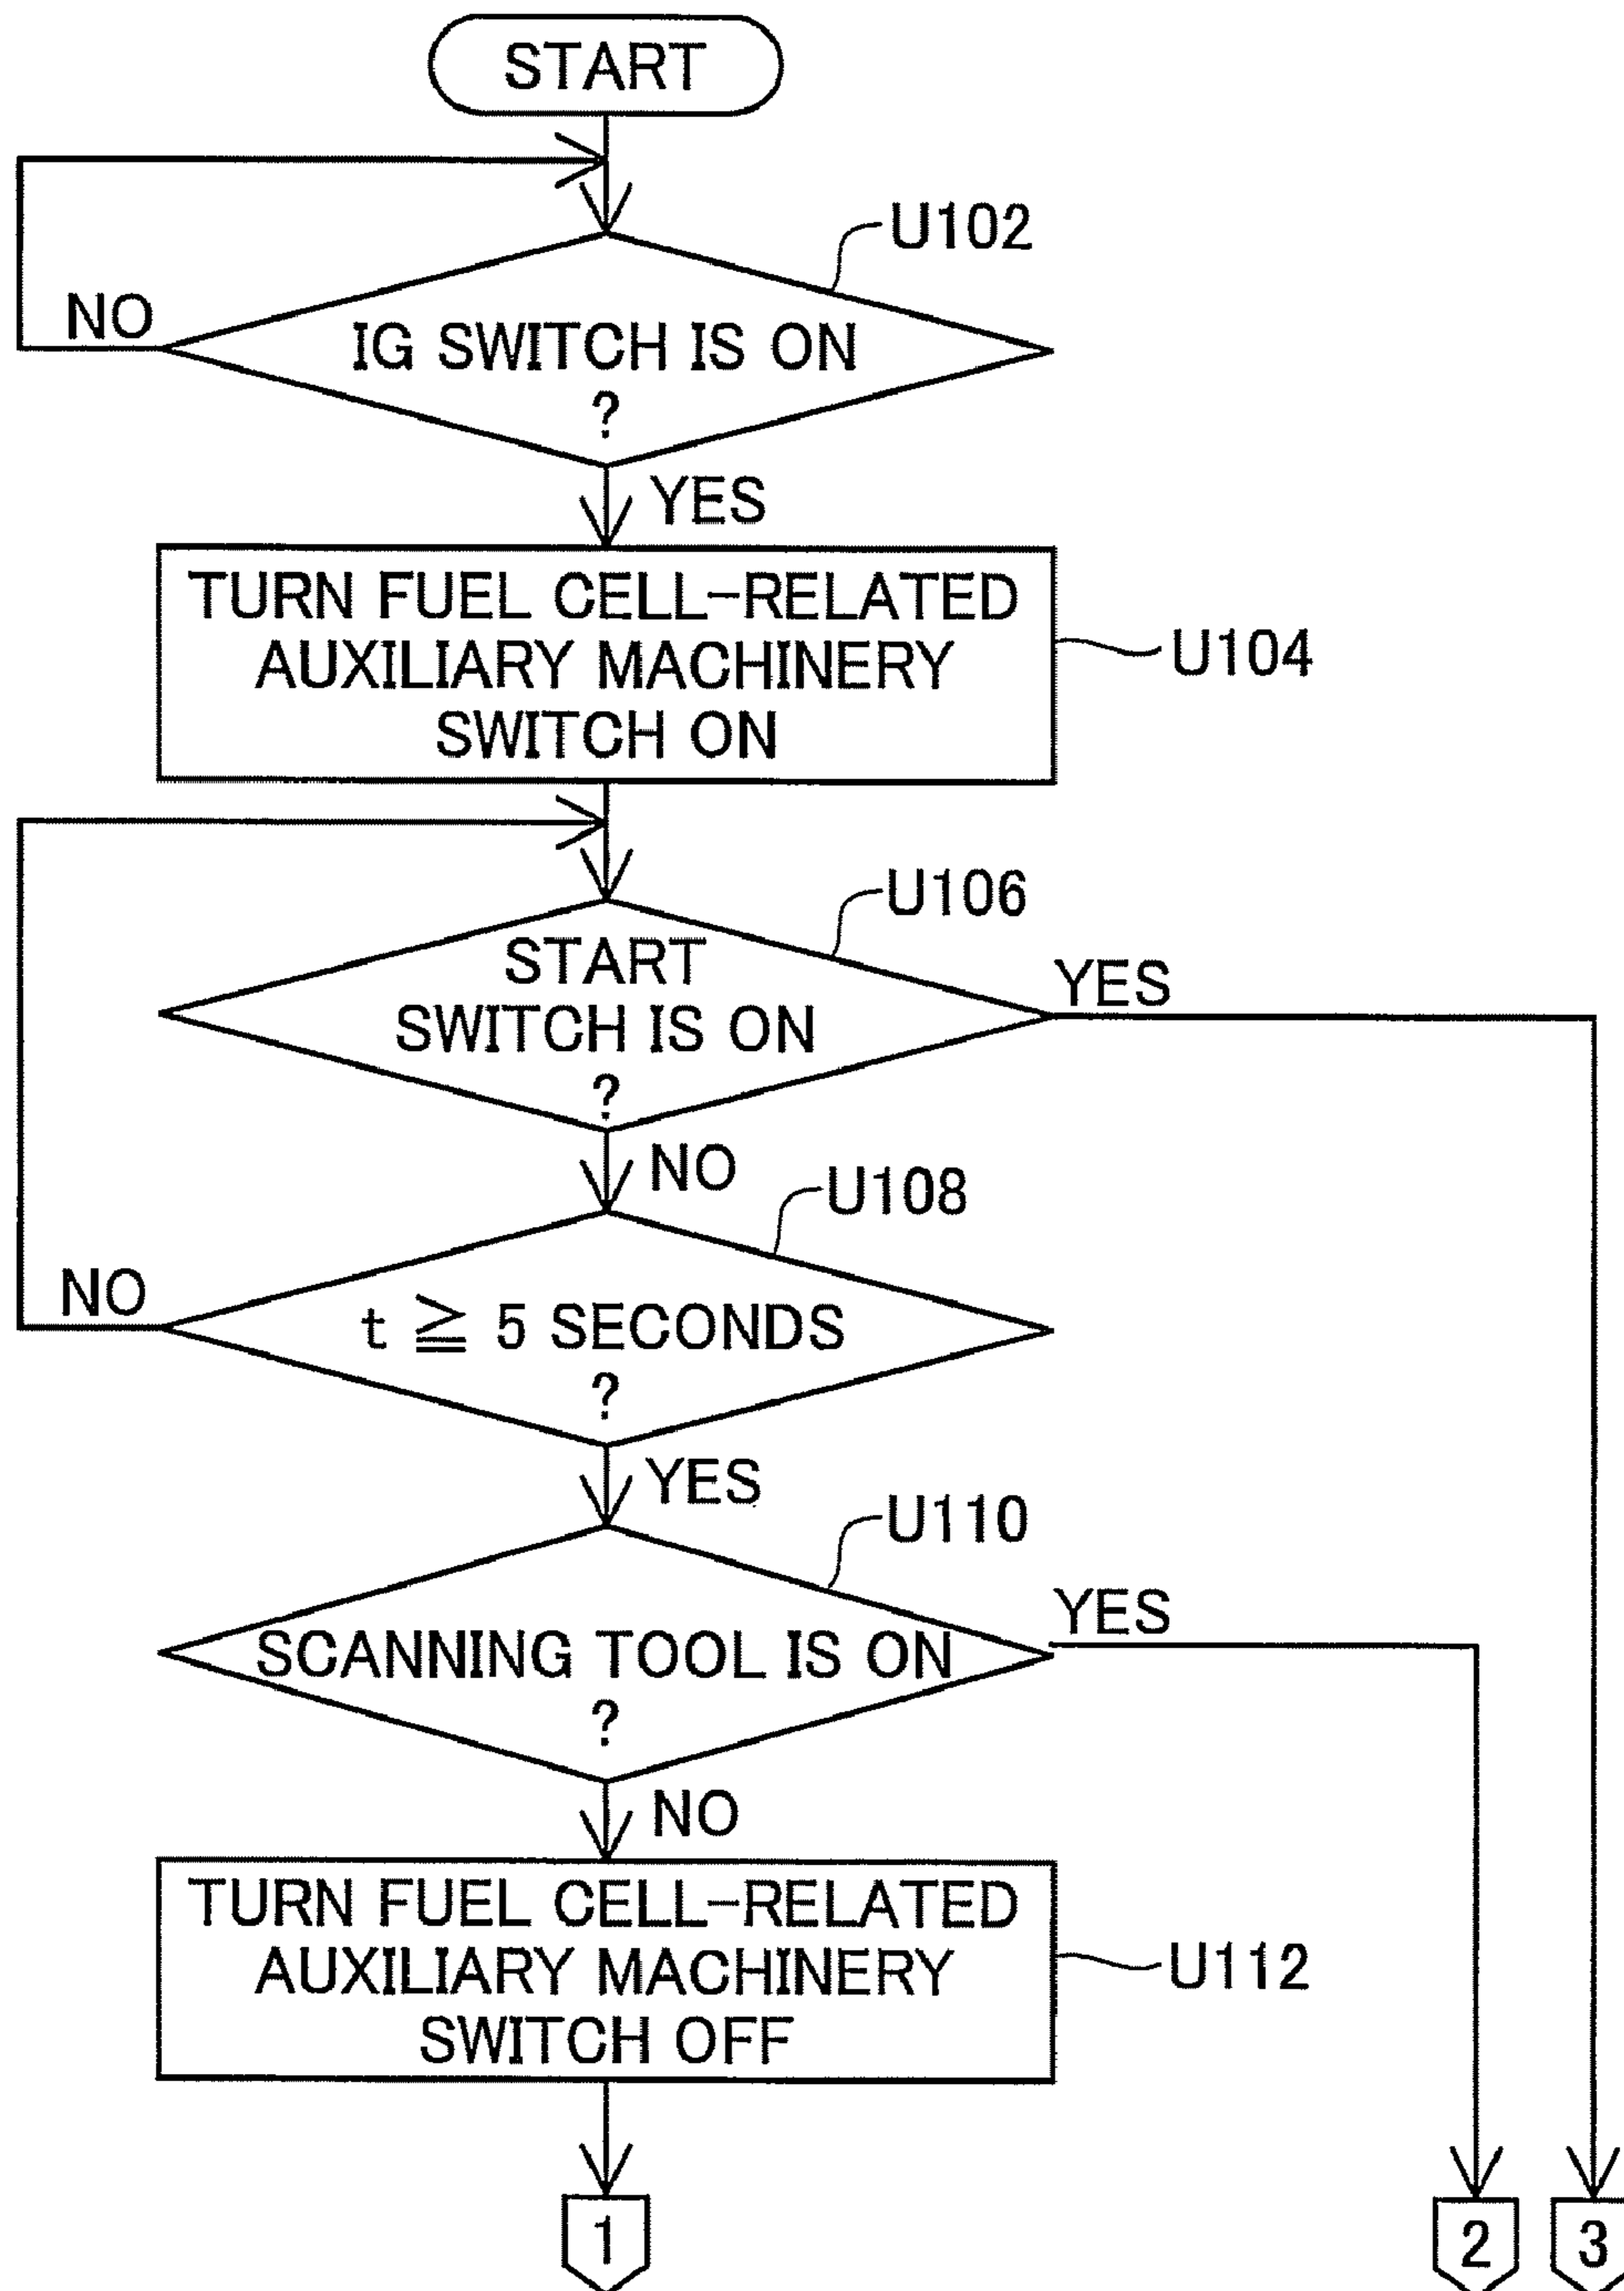 START
U102
NO
IG SWITCH IS ON
?
YES
TURN FUEL CELL-RELATED
AUXILIARY MACHINERY
SWITCH ON
U104
U106
START
SWITCH IS ON
?
YES
NO
U108
NO
t ≧ 5 SECONDS
?
YES
U110
SCANNING TOOL IS ON
?
YES
NO
TURN FUEL CELL-RELATED
AUXILIARY MACHINERY
SWITCH OFF
U112
1
2
3